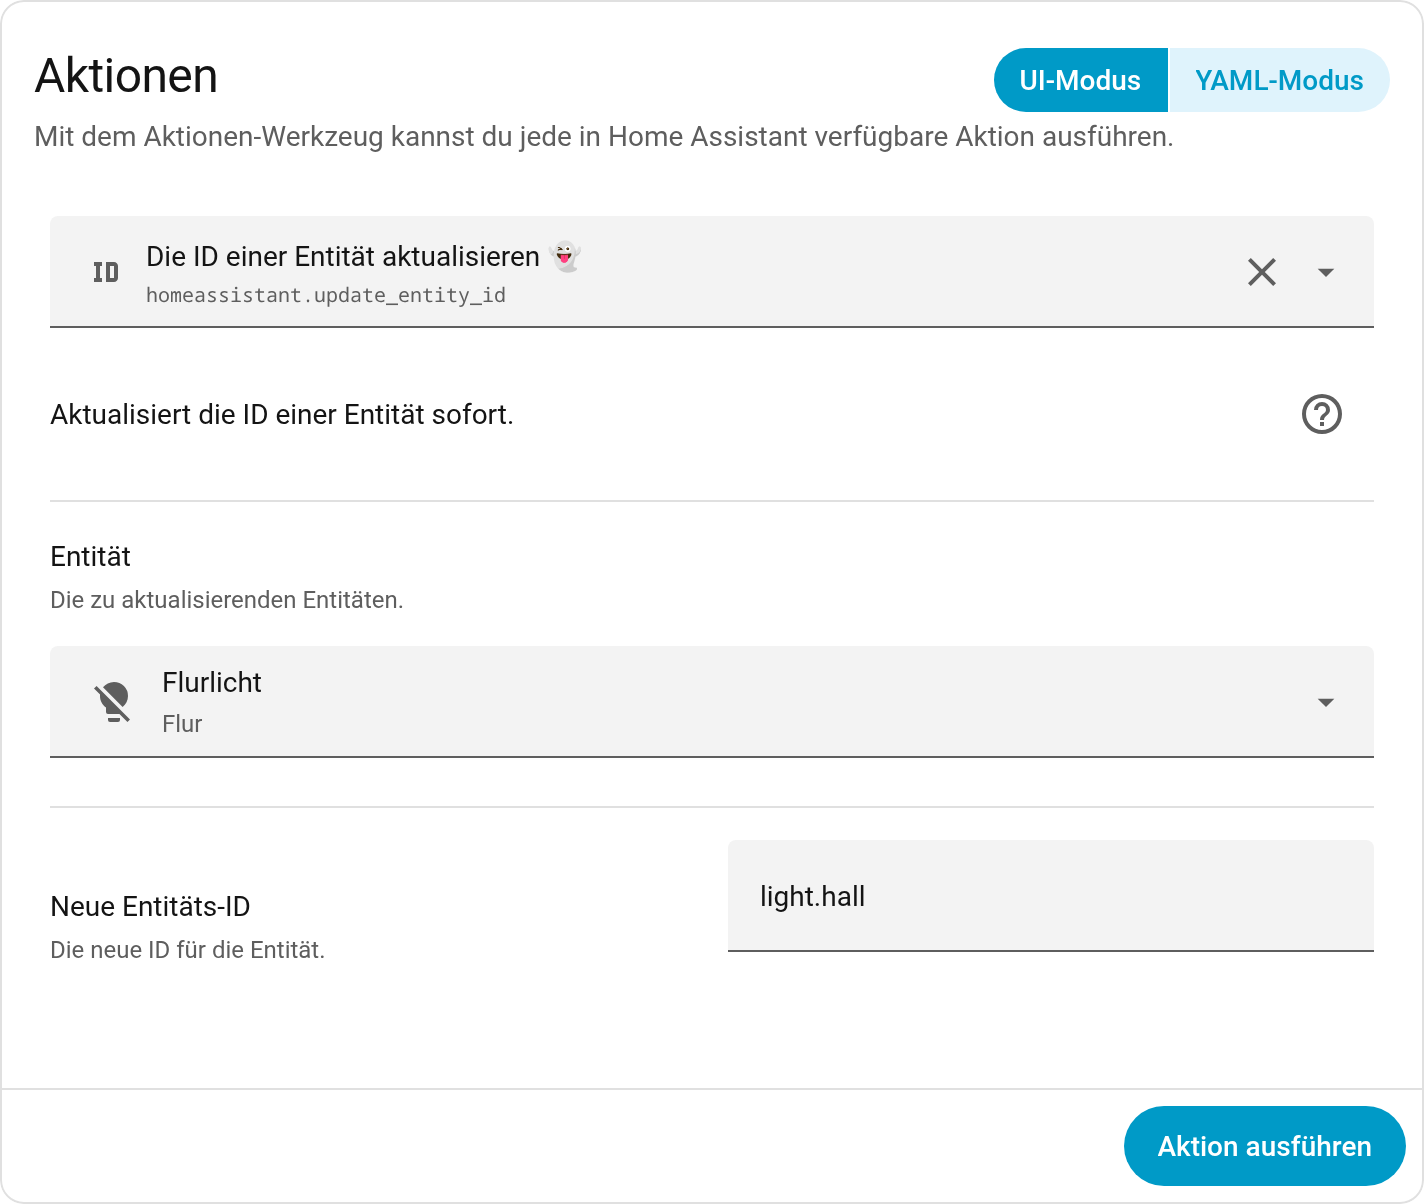 Aktionen
UI-Modus
YAML-Modus
Mit dem Aktionen-Werkzeug kannst du jede in Home Assistant verfügbare Aktion ausführen.
ID
Die ID einer Entität aktualisieren 👻
homeassistant.update_entity_id
Aktualisiert die ID einer Entität sofort.
Entität
Die zu aktualisierenden Entitäten.
Flurlicht
Flur
Neue Entitäts-ID
Die neue ID für die Entität.
light.hall
Aktion ausführen